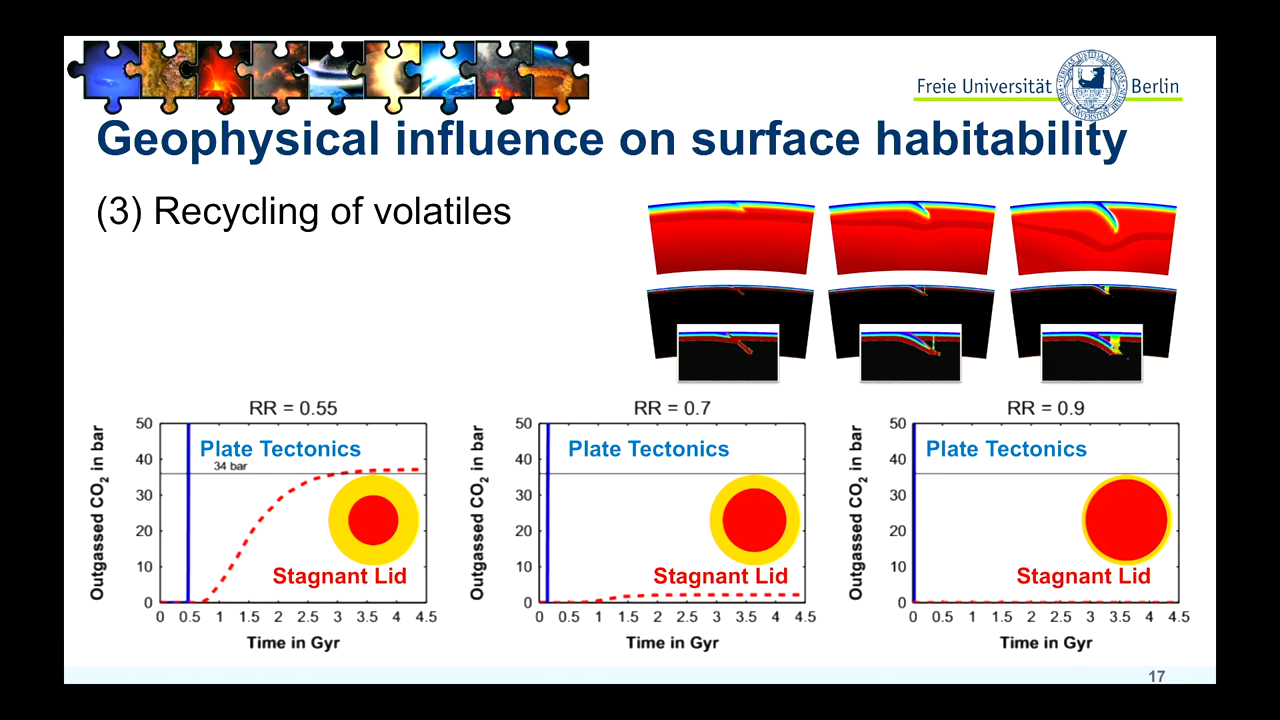 Freie Universität Berlin
Geophysical influence on surface habitability
(3) Recycling of volatiles
RR = 0.55
Outgassed CO2 in bar
50
40
30
20
10
0
Plate Tectonics
34 bar
Stagnant Lid
0 0.5 1 1.5 2 2.5 3 3.5 4 4.5
Time in Gyr
RR = 0.7
Outgassed CO2 in bar
50
40
30
20
10
0
Plate Tectonics
Stagnant Lid
0 0.5 1 1.5 2 2.5 3 3.5 4 4.5
Time in Gyr
RR = 0.9
Outgassed CO2 in bar
50
40
30
20
10
0
Plate Tectonics
Stagnant Lid
0 0.5 1 1.5 2 2.5 3 3.5 4 4.5
Time in Gyr
17